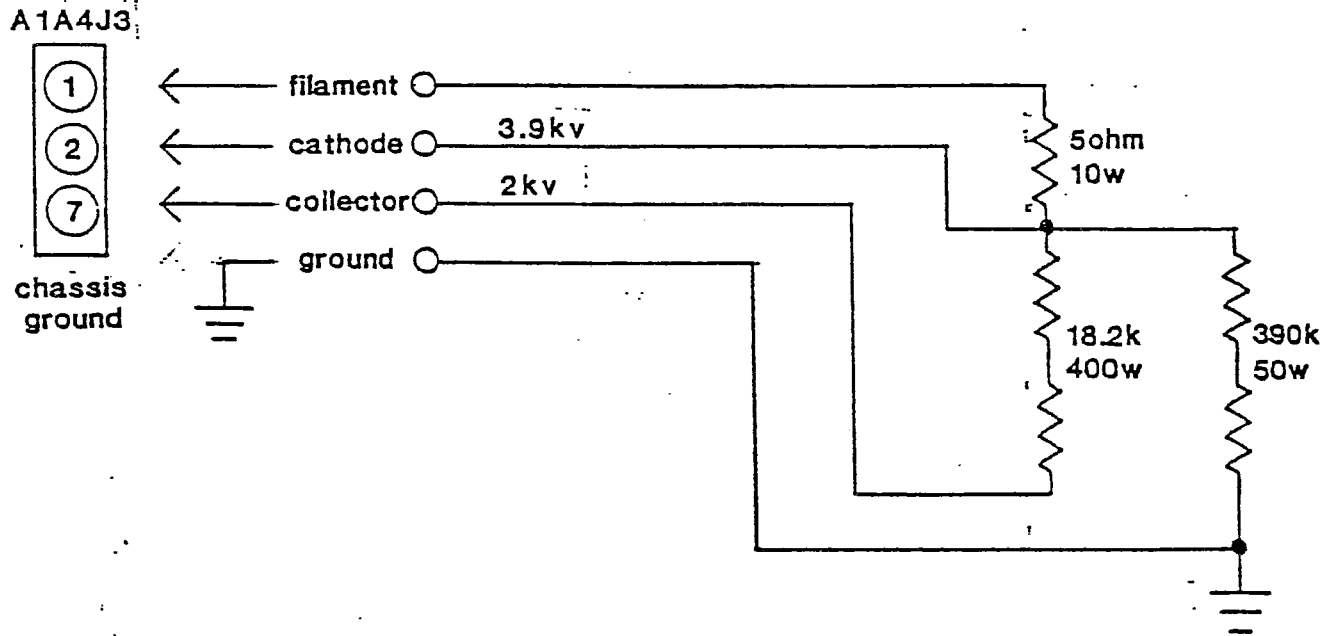 A1A4J3
1
2
7
chassis
ground
filament
cathode
collector
ground
3.9kv
2kv
5ohm
10w
18.2k
400w
390k
50w